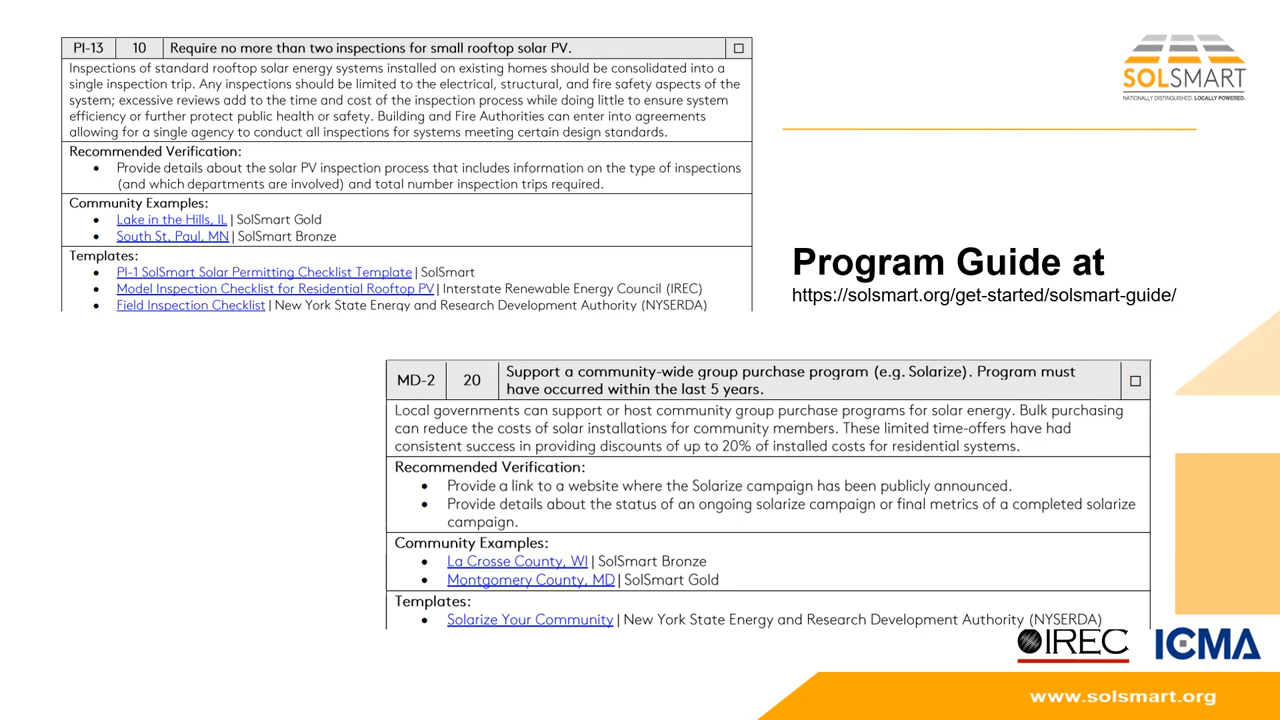 PI-13 10 Require no more than two inspections for small rooftop solar PV. ☐
Inspections of standard rooftop solar energy systems installed on existing homes should be consolidated into a
single inspection trip. Any inspections should be limited to the electrical, structural, and fire safety aspects of the
system; excessive reviews add to the time and cost of the inspection process while doing little to ensure system
efficiency or further protect public health or safety. Building and Fire Authorities can enter into agreements
allowing for a single agency to conduct all inspections for systems meeting certain design standards.
Recommended Verification:
• Provide details about the solar PV inspection process that includes information on the type of inspections
(and which departments are involved) and total number inspection trips required.
Community Examples:
• Lake in the Hills, IL | SolSmart Gold
• South St, Paul, MN | SolSmart Bronze
Templates:
• PI-1 SolSmart Solar Permitting Checklist Template | SolSmart
• Model Inspection Checklist for Residential Rooftop PV | Interstate Renewable Energy Council (IREC)
• Field Inspection Checklist | New York State Energy and Research Development Authority (NYSERDA)
SOLSMART
NATIONALLY DISTINGUISHED. LOCALLY POWERED.
Program Guide at
https://solsmart.org/get-started/solsmart-guide/
MD-2 20 Support a community-wide group purchase program (e.g. Solarize). Program must
have occurred within the last 5 years. ☐
Local governments can support or host community group purchase programs for solar energy. Bulk purchasing
can reduce the costs of solar installations for community members. These limited time-offers have had
consistent success in providing discounts of up to 20% of installed costs for residential systems.
Recommended Verification:
• Provide a link to a website where the Solarize campaign has been publicly announced.
• Provide details about the status of an ongoing solarize campaign or final metrics of a completed solarize
campaign.
Community Examples:
• La Crosse County, WI | SolSmart Bronze
• Montgomery County, MD | SolSmart Gold
Templates:
• Solarize Your Community | New York State Energy and Research Development Authority (NYSERDA)
IREC
ICMA
www.solsmart.org